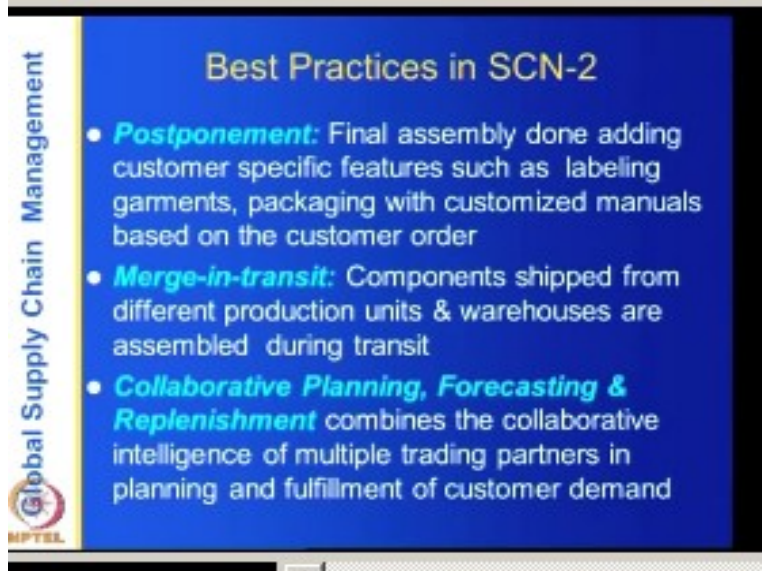 Best Practices in SCN-2
Postponement: Final assembly done adding
customer specific features such as labeling
garments, packaging with customized manuals
based on the customer order
Merge-in-transit: Components shipped from
different production units & warehouses are
assembled during transit
Collaborative Planning, Forecasting &
Replenishment combines the collaborative
intelligence of multiple trading partners in
planning and fulfillment of customer demand
Global Supply Chain Management
NPTEL